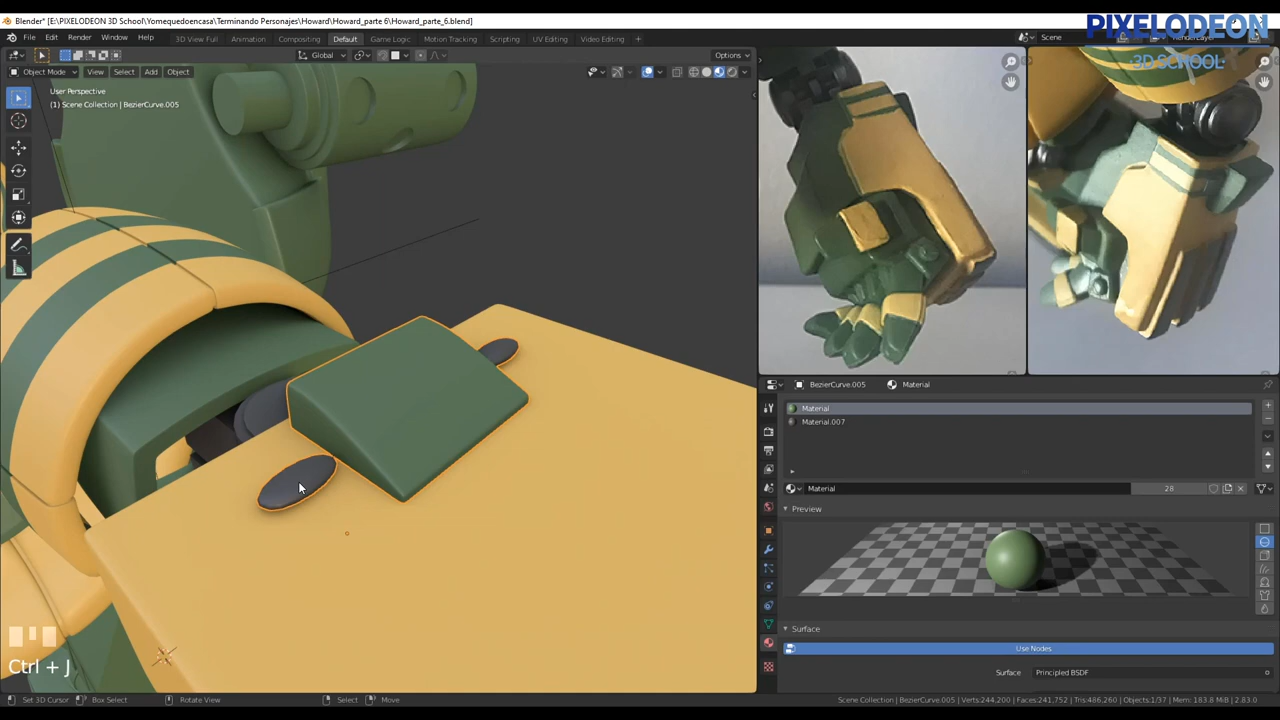 Blender* [E:\PIXELODEON 3D School\Yomequedoencasa\Terminando Personajes\Howard\Howard_parte 6\Howard_parte_6.blend]
PIXELODEON
3D SCHOOL
File Edit Render Window Help 3D View Full Animation Compositing Default Game Logic Motion Tracking Scripting UV Editing Video Editing +
Scene
Global
Options
Object Mode View Select Add Object
User Perspective
(1) Scene Collection | BezierCurve.005
BezierCurve.005 Material
Material
Material.007
Material 28
Preview
Surface
Use Nodes
Surface Principled BSDF
Ctrl + J
Set 3D Cursor Box Select Rotate View Select Move
Scene Collection | BezierCurve.005 | Verts:244,200 | Faces:241,752 | Tris:486,260 | Objects:1/37 | Mem: 183.8 MiB | 2.83.0